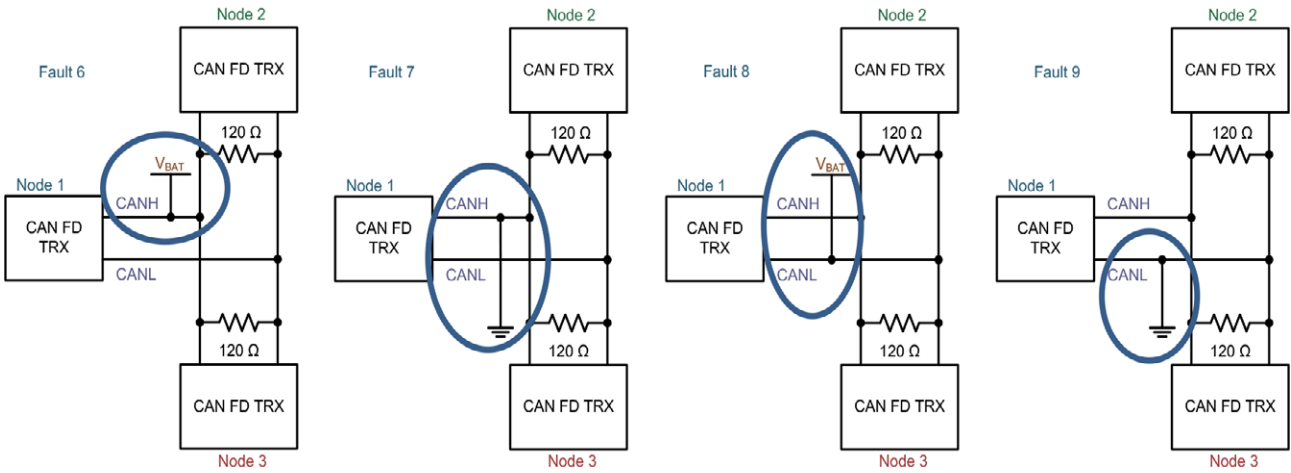 Node 2
Fault 6
CAN FD TRX
120 Ω
VBAT
Node 1
CANH
CAN FD
TRX
CANL
120 Ω
CAN FD TRX
Node 3
Node 2
Fault 7
CAN FD TRX
120 Ω
Node 1
CANH
CAN FD
TRX
CANL
120 Ω
CAN FD TRX
Node 3
Node 2
Fault 8
CAN FD TRX
120 Ω
VBAT
Node 1
CANH
CAN FD
TRX
CANL
120 Ω
CAN FD TRX
Node 3
Node 2
Fault 9
CAN FD TRX
120 Ω
Node 1
CANH
CAN FD
TRX
CANL
120 Ω
CAN FD TRX
Node 3